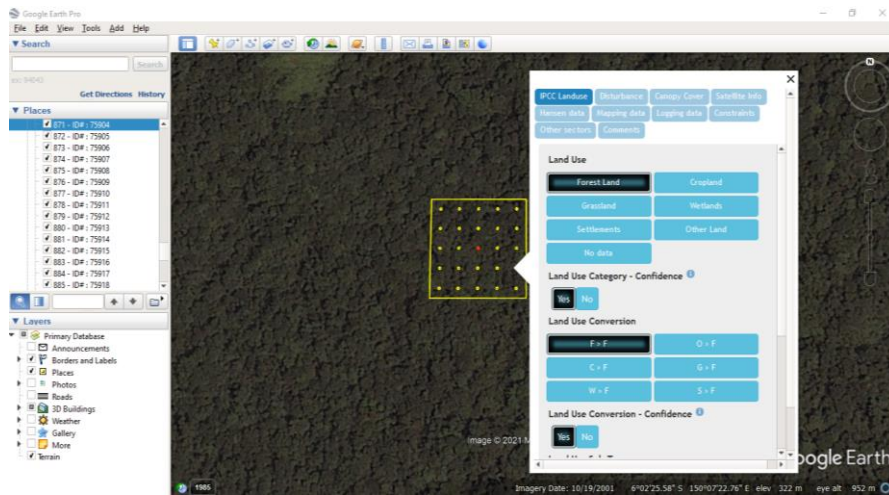 Google Earth Pro
File Edit View Tools Add Help
Search
Search
ex: 94043
Get Directions History
Places
871 - ID# : 75904
872 - ID# : 75905
873 - ID# : 75906
874 - ID# : 75907
875 - ID# : 75908
876 - ID# : 75909
877 - ID# : 75910
878 - ID# : 75911
879 - ID# : 75912
880 - ID# : 75913
881 - ID# : 75914
882 - ID# : 75915
883 - ID# : 75916
884 - ID# : 75917
885 - ID# : 75918
Layers
Primary Database
Announcements
Borders and Labels
Places
Photos
Roads
3D Buildings
Weather
Gallery
More
Terrain
IPCC Landuse Disturbance Canopy Cover Satellite Info
Hansen data Mapping data Logging data Constraints
Other sectors Comments
Land Use
Forest Land Cropland
Grassland Wetlands
Settlements Other Land
No data
Land Use Category - Confidence
Yes No
Land Use Conversion
F > F O > F
C > F G > F
W > F S > F
Land Use Conversion - Confidence
Yes No
N
Image © 2021 M
Google Earth
1985
Imagery Date: 10/19/2001 6°02'25.58" S 150°07'22.76" E elev 322 m eye alt 952 m